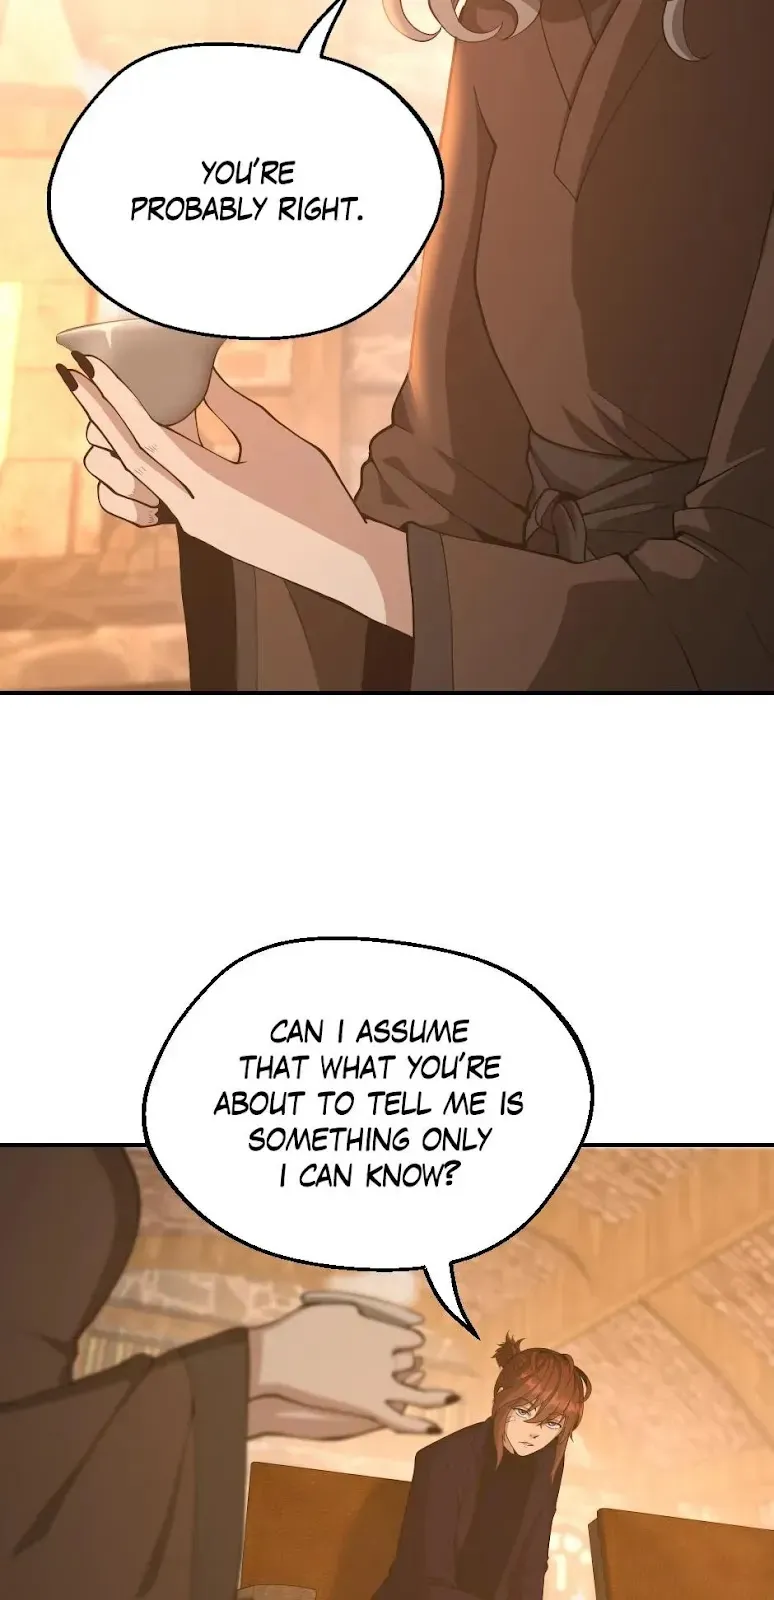 YOU'RE
PROBABLY RIGHT.
CAN I ASSUME
THAT WHAT YOU'RE
ABOUT TO TELL ME IS
SOMETHING ONLY
I CAN KNOW?